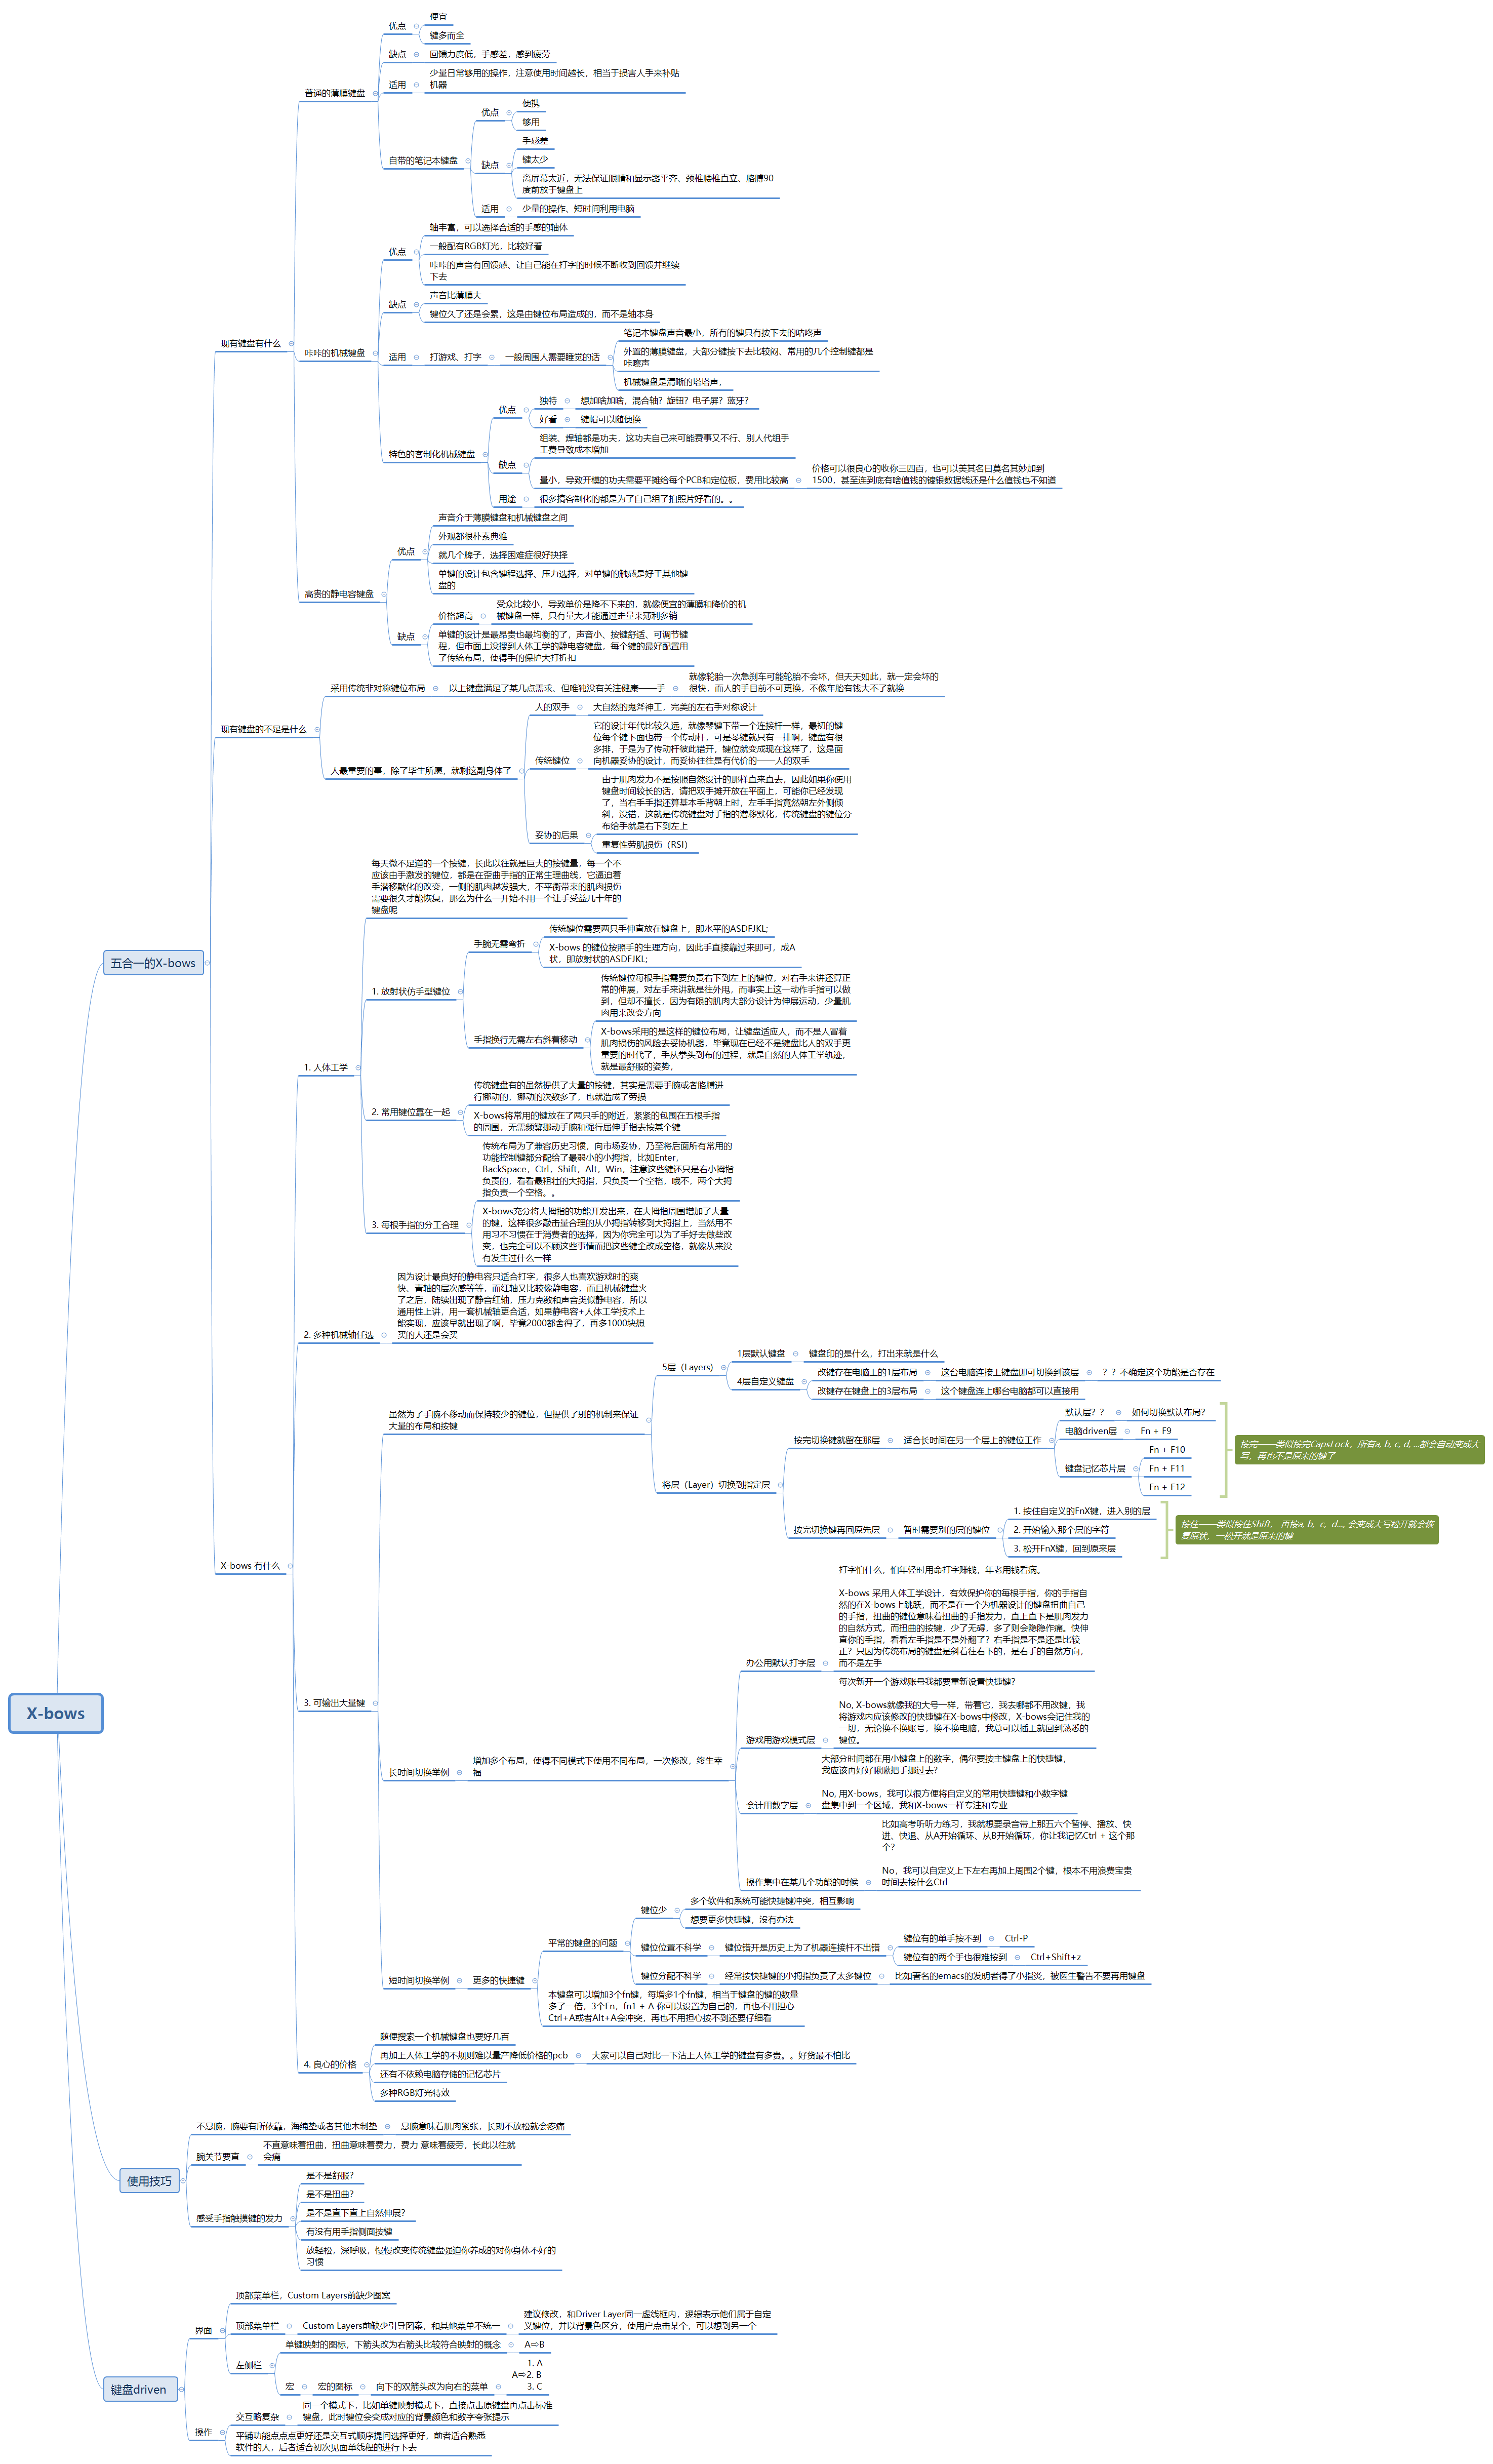 X-bows
五合一的X-bows
现有键盘有什么
普通的薄膜键盘
优点
便宜
键多而全
缺点
回馈力度低，手感差，感到疲劳
适用
少量日常够用的操作，注意使用时间越长，相当于损害人手来补贴
机器
自带的笔记本键盘
优点
便携
够用
缺点
手感差
键太少
离屏幕太近，无法保证眼睛和显示器平齐、颈椎腰椎直立、胳膊90
度前放于键盘上
适用
少量的操作、短时间利用电脑
咔咔的机械键盘
优点
轴丰富，可以选择合适的手感的轴体
一般配有RGB灯光，比较好看
咔咔的声音有回馈感、让自己能在打字的时候不断收到回馈并继续
下去
缺点
声音比薄膜大
键位久了还是会累，这是由键位布局造成的，而不是轴本身
适用
打游戏、打字
一般周围人需要睡觉的话
笔记本键盘声音最小，所有的键只有按下去的咕咚声
外置的薄膜键盘，大部分键按下去比较闷、常用的几个控制键都是
咔嚓声
机械键盘是清晰的塔塔声，
特色的客制化机械键盘
优点
独特
想加啥加啥，混合轴？旋钮？电子屏？蓝牙？
好看
键帽可以随便换
缺点
组装、焊轴都是功夫，这功夫自己来可能费事又不行、别人代组手
工费导致成本增加
量小，导致开模的功夫需要平摊给每个PCB和定位板，费用比较高
价格可以很良心的收你三四百，也可以美其名曰莫名其妙加到
1500，甚至连到底有啥值钱的镀银数据线还是什么值钱也不知道
用途
很多搞客制化的都是为了自己组了拍照片好看的。。
高贵的静电容键盘
优点
声音介于薄膜键盘和机械键盘之间
外观都很朴素典雅
就几个牌子，选择困难症很好抉择
单键的设计包含键程选择、压力选择，对单键的触感是好于其他键
盘的
缺点
价格超高
受众比较小，导致单价是降不下来的，就像便宜的薄膜和降价的机
械键盘一样，只有量大才能通过走量来薄利多销
单键的设计是最昂贵也最均衡的了，声音小、按键舒适、可调节键
程，但市面上没搜到人体工学的静电容键盘，每个键的最好配置用
了传统布局，使得手的保护大打折扣
现有键盘的不足是什么
采用传统非对称键位布局
以上键盘满足了某几点需求、但唯独没有关注健康——手
就像轮胎一次急刹车可能轮胎不会坏，但天天如此，就一定会坏的
很快，而人的手目前不可更换，不像车胎有钱大不了就换
人最重要的事，除了毕生所愿，就剩这副身体了
人的双手
大自然的鬼斧神工，完美的左右手对称设计
传统键位
它的设计年代比较久远，就像琴键下带一个连接杆一样，最初的键
位每个键下面也带一个传动杆，可是琴键就只有一排啊，键盘有很
多排，于是为了传动杆彼此错开，键位就变成现在这样了，这是面
向机器妥协的设计，而妥协往往是有代价的——人的双手
妥协的后果
由于肌肉发力不是按照自然设计的那样直来直去，因此如果你使用
键盘时间较长的话，请把双手摊开放在平面上，可能你已经发现
了，当右手手指还算基本手背朝上时，左手手指竟然朝左外侧倾
斜，没错，这就是传统键盘对手指的潜移默化，传统键盘的键位分
布给手就是右下到左上
重复性劳肌损伤（RSI）
X-bows 有什么
1. 人体工学
每天微不足道的一个按键，长此以往就是巨大的按键量，每一个不
应该由手激发的键位，都是在歪曲手指的正常生理曲线，它逼迫着
手潜移默化的改变，一侧的肌肉越发强大，不平衡带来的肌肉损伤
需要很久才能恢复，那么为什么一开始不用一个让手受益几十年的
键盘呢
1. 放射状仿手型键位
手腕无需弯折
传统键位需要两只手伸直放在键盘上，即水平的ASDFJKL;
X-bows 的键位按照手的生理方向，因此手直接靠过来即可，成A
状，即放射状的ASDFJKL;
手指换行无需左右斜着移动
传统键位每根手指需要负责右下到左上的键位，对右手来讲还算正
常的伸展，对左手来讲就是往外甩，而事实上这一动作手指可以做
到，但却不擅长，因为有限的肌肉大部分设计为伸展运动，少量肌
肉用来改变方向
X-bows采用的是这样的键位布局，让键盘适应人，而不是人冒着
肌肉损伤的风险去妥协机器，毕竟现在已经不是键盘比人的双手更
重要的时代了，手从拳头到布的过程，就是自然的人体工学轨迹，
就是最舒服的姿势，
2. 常用键位靠在一起
传统键盘有的虽然提供了大量的按键，其实是需要手腕或者胳膊进
行挪动的，挪动的次数多了，也就造成了劳损
X-bows将常用的键放在了两只手的附近，紧紧的包围在五根手指
的周围，无需频繁挪动手腕和强行屈伸手指去按某个键
3. 每根手指的分工合理
传统布局为了兼容历史习惯，向市场妥协，乃至将后面所有常用的
功能控制键都分配给了最弱小的小拇指，比如Enter，
BackSpace，Ctrl，Shift，Alt，Win，注意这些键还只是右小拇指
负责的，看看最粗壮的大拇指，只负责一个空格，哦不，两个大拇
指负责一个空格。。
X-bows充分将大拇指的功能开发出来，在大拇指周围增加了大量
的键，这样很多敲击量合理的从小拇指转移到大拇指上，当然用不
用习不习惯在于消费者的选择，因为你完全可以为了手好去做些改
变，也完全可以不顾这些事情而把这些键全改成空格，就像从来没
有发生过什么一样
2. 多种机械轴任选
因为设计最良好的静电容只适合打字，很多人也喜欢游戏时的爽
快、青轴的层次感等等，而红轴又比较像静电容，而且机械键盘火
了之后，陆续出现了静音红轴，压力克数和声音类似静电容，所以
通用性上讲，用一套机械轴更合适，如果静电容+人体工学技术上
能实现，应该早就出现了啊，毕竟2000都舍得了，再多1000块想
买的人还是会买
3. 可输出大量键
虽然为了手腕不移动而保持较少的键位，但提供了别的机制来保证
大量的布局和按键
5层（Layers）
1层默认键盘
键盘印的是什么，打出来就是什么
4层自定义键盘
改键存在电脑上的1层布局
这台电脑连接上键盘即可切换到该层
？？不确定这个功能是否存在
改键存在键盘上的3层布局
这个键盘连上哪台电脑都可以直接用
将层（Layer）切换到指定层
按完切换键就留在那层
适合长时间在另一个层上的键位工作
默认层？？
如何切换默认布局？
电脑driven层
Fn + F9
键盘记忆芯片层
Fn + F10
Fn + F11
Fn + F12
按完——类似按完CapsLock，所有a, b, c, d, ...都会自动变成大
写，再也不是原来的键了
按完切换键再回原先层
暂时需要别的层的键位
1. 按住自定义的FnX键，进入别的层
2. 开始输入那个层的字符
3. 松开FnX键，回到原来层
按住——类似按住Shift， 再按a, b, c, d..., 会变成大写松开就会恢
复原状，一松开就是原来的键
长时间切换举例
增加多个布局，使得不同模式下使用不同布局，一次修改，终生幸
福
办公用默认打字层
打字怕什么，怕年轻时用命打字赚钱，年老用钱看病。
X-bows 采用人体工学设计，有效保护你的每根手指，你的手指自
然的在X-bows上跳跃，而不是在一个为机器设计的键盘扭曲自己
的手指，扭曲的键位意味着扭曲的手指发力，直上直下是肌肉发力
的自然方式，而扭曲的按键，少了无碍，多了则会隐隐作痛。快伸
直你的手指，看看左手指是不是外翻了？右手指是不是还是比较
正？只因为传统布局的键盘是斜着往右下的，是右手的自然方向，
而不是左手
游戏用游戏模式层
每次新开一个游戏账号我都要重新设置快捷键？
No, X-bows就像我的大号一样，带着它，我去哪都不用改键，我
将游戏内应该修改的快捷键在X-bows中修改，X-bows会记住我的
一切，无论换不换账号，换不换电脑，我总可以插上就回到熟悉的
键位。
会计用数字层
大部分时间都在用小键盘上的数字，偶尔要按主键盘上的快捷键，
我应该再好好瞅瞅把手挪过去？
No, 用X-bows，我可以很方便将自定义的常用快捷键和小数字键
盘集中到一个区域，我和X-bows一样专注和专业
操作集中在某几个功能的时候
比如高考听听力练习，我就想要录音带上那五六个暂停、播放、快
进、快退、从A开始循环、从B开始循环，你让我记忆Ctrl + 这个那
个？
No，我可以自定义上下左右再加上周围2个键，根本不用浪费宝贵
时间去按什么Ctrl
短时间切换举例
更多的快捷键
平常的键盘的问题
键位少
多个软件和系统可能快捷键冲突，相互影响
想要更多快捷键，没有办法
键位位置不科学
键位错开是历史上为了机器连接杆不出错
键位有的单手按不到
Ctrl-P
键位有的两个手也很难按到
Ctrl+Shift+z
键位分配不科学
经常按快捷键的小拇指负责了太多键位
比如著名的emacs的发明者得了小指炎，被医生警告不要再用键盘
本键盘可以增加3个fn键，每增多1个fn键，相当于键盘的键的数量
多了一倍，3个Fn，fn1 + A 你可以设置为自己的，再也不用担心
Ctrl+A或者Alt+A会冲突，再也不用担心按不到还要仔细看
4. 良心的价格
随便搜索一个机械键盘也要好几百
再加上人体工学的不规则难以量产降低价格的pcb
大家可以自己对比一下沾上人体工学的键盘有多贵。。好货最不怕比
还有不依赖电脑存储的记忆芯片
多种RGB灯光特效
使用技巧
不悬腕，腕要有所依靠，海绵垫或者其他木制垫
悬腕意味着肌肉紧张，长期不放松就会疼痛
腕关节要直
不直意味着扭曲，扭曲意味着费力，费力 意味着疲劳，长此以往就
会痛
感受手指触摸键的发力
是不是舒服？
是不是扭曲？
是不是直下直上自然伸展？
有没有用手指侧面按键
放轻松，深呼吸，慢慢改变传统键盘强迫你养成的对你身体不好的
习惯
键盘driven
界面
顶部菜单栏，Custom Layers前缺少图案
顶部菜单栏
Custom Layers前缺少引导图案，和其他菜单不统一
建议修改，和Driver Layer同一虚线框内，逻辑表示他们属于自定
义键位，并以背景色区分，使用户点击某个，可以想到另一个
左侧栏
单键映射的图标，下箭头改为右箭头比较符合映射的概念
A⇨B
宏
宏的图标
向下的双箭头改为向右的菜单
1. A
A⇨2. B
3. C
操作
交互略复杂
同一个模式下，比如单键映射模式下，直接点击原键盘再点击标准
键盘，此时键位会变成对应的背景颜色和数字夸张提示
平铺功能点点点更好还是交互式顺序提问选择更好，前者适合熟悉
软件的人，后者适合初次见面单线程的进行下去